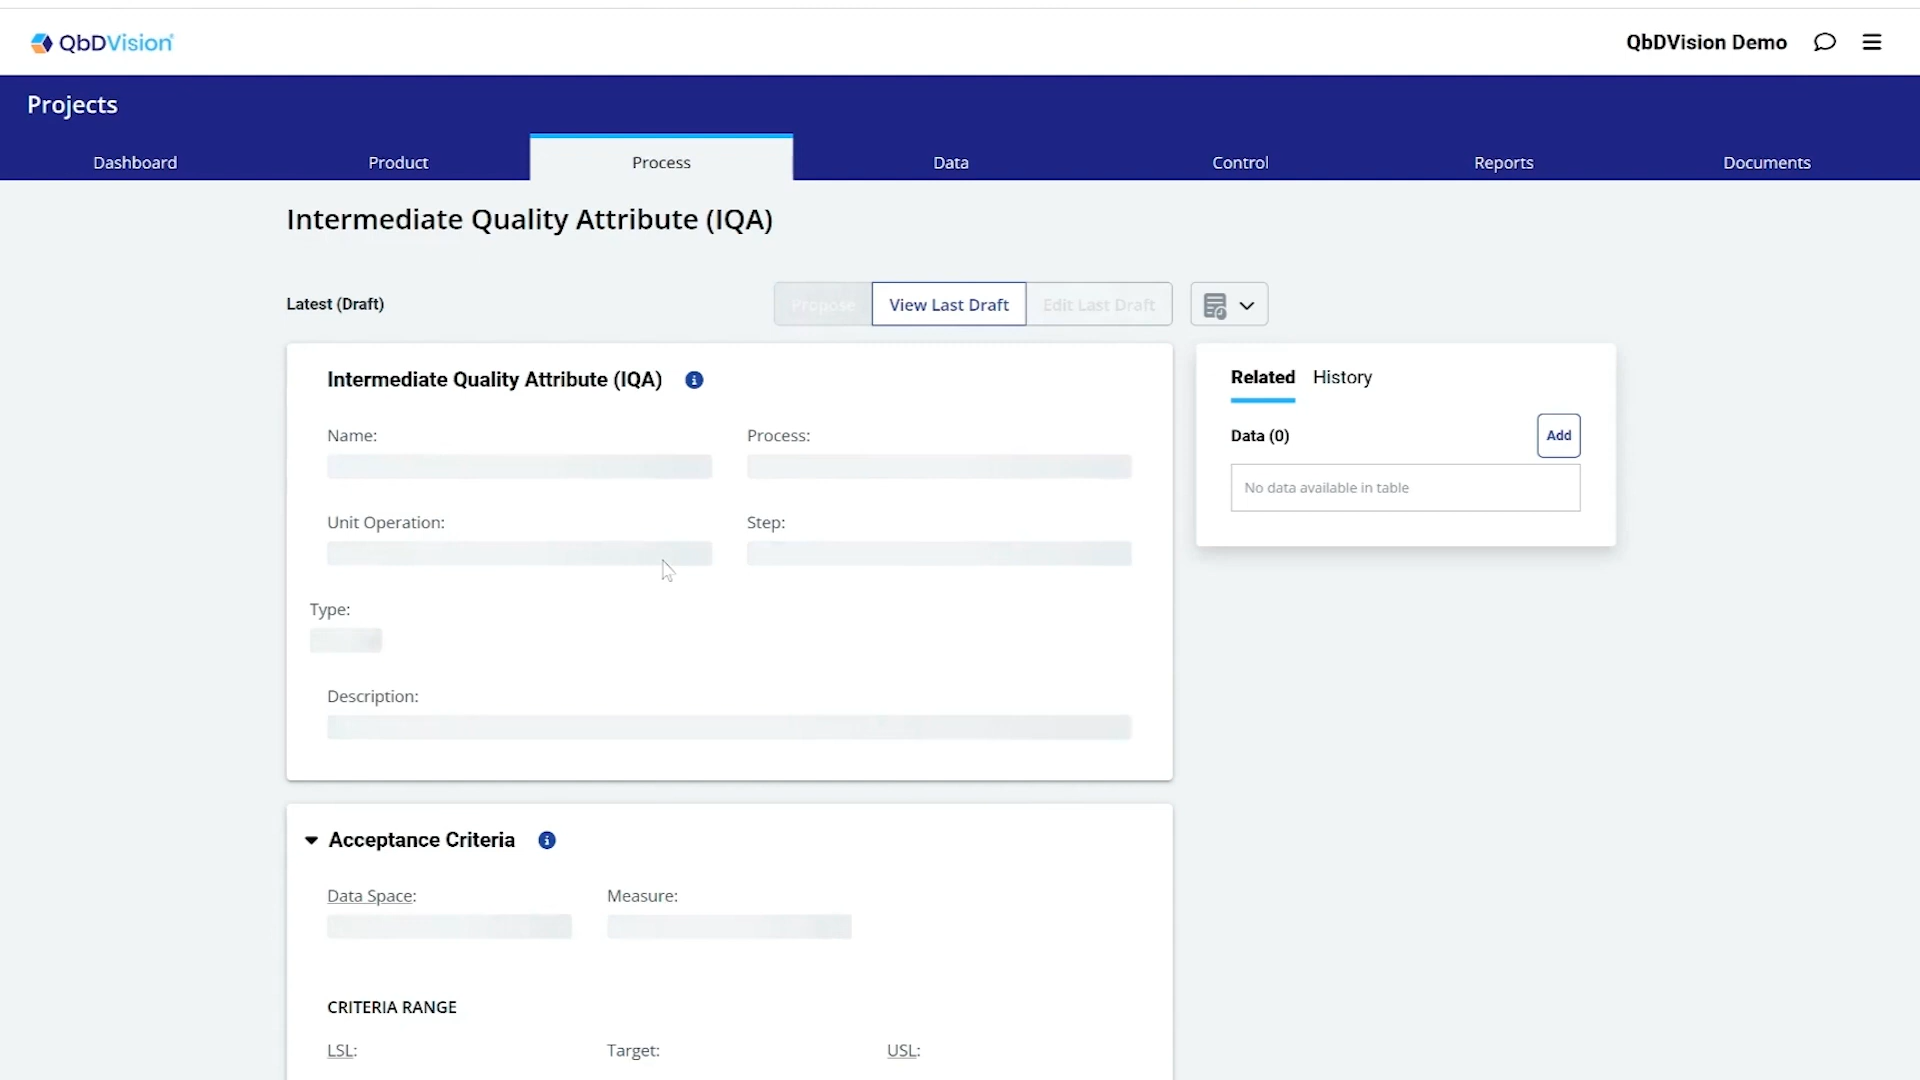 QbDVision
QbDVision Demo
Projects
Dashboard
Product
Process
Data
Control
Reports
Documents
Intermediate Quality Attribute (IQA)
Latest (Draft)
Propose
View Last Draft
Edit Last Draft
Intermediate Quality Attribute (IQA)
Name:
Process:
Unit Operation:
Step:
Type:
Description:
Related
History
Data (0)
Add
No data available in table
Acceptance Criteria
Data Space:
Measure:
CRITERIA RANGE
LSL:
Target:
USL: